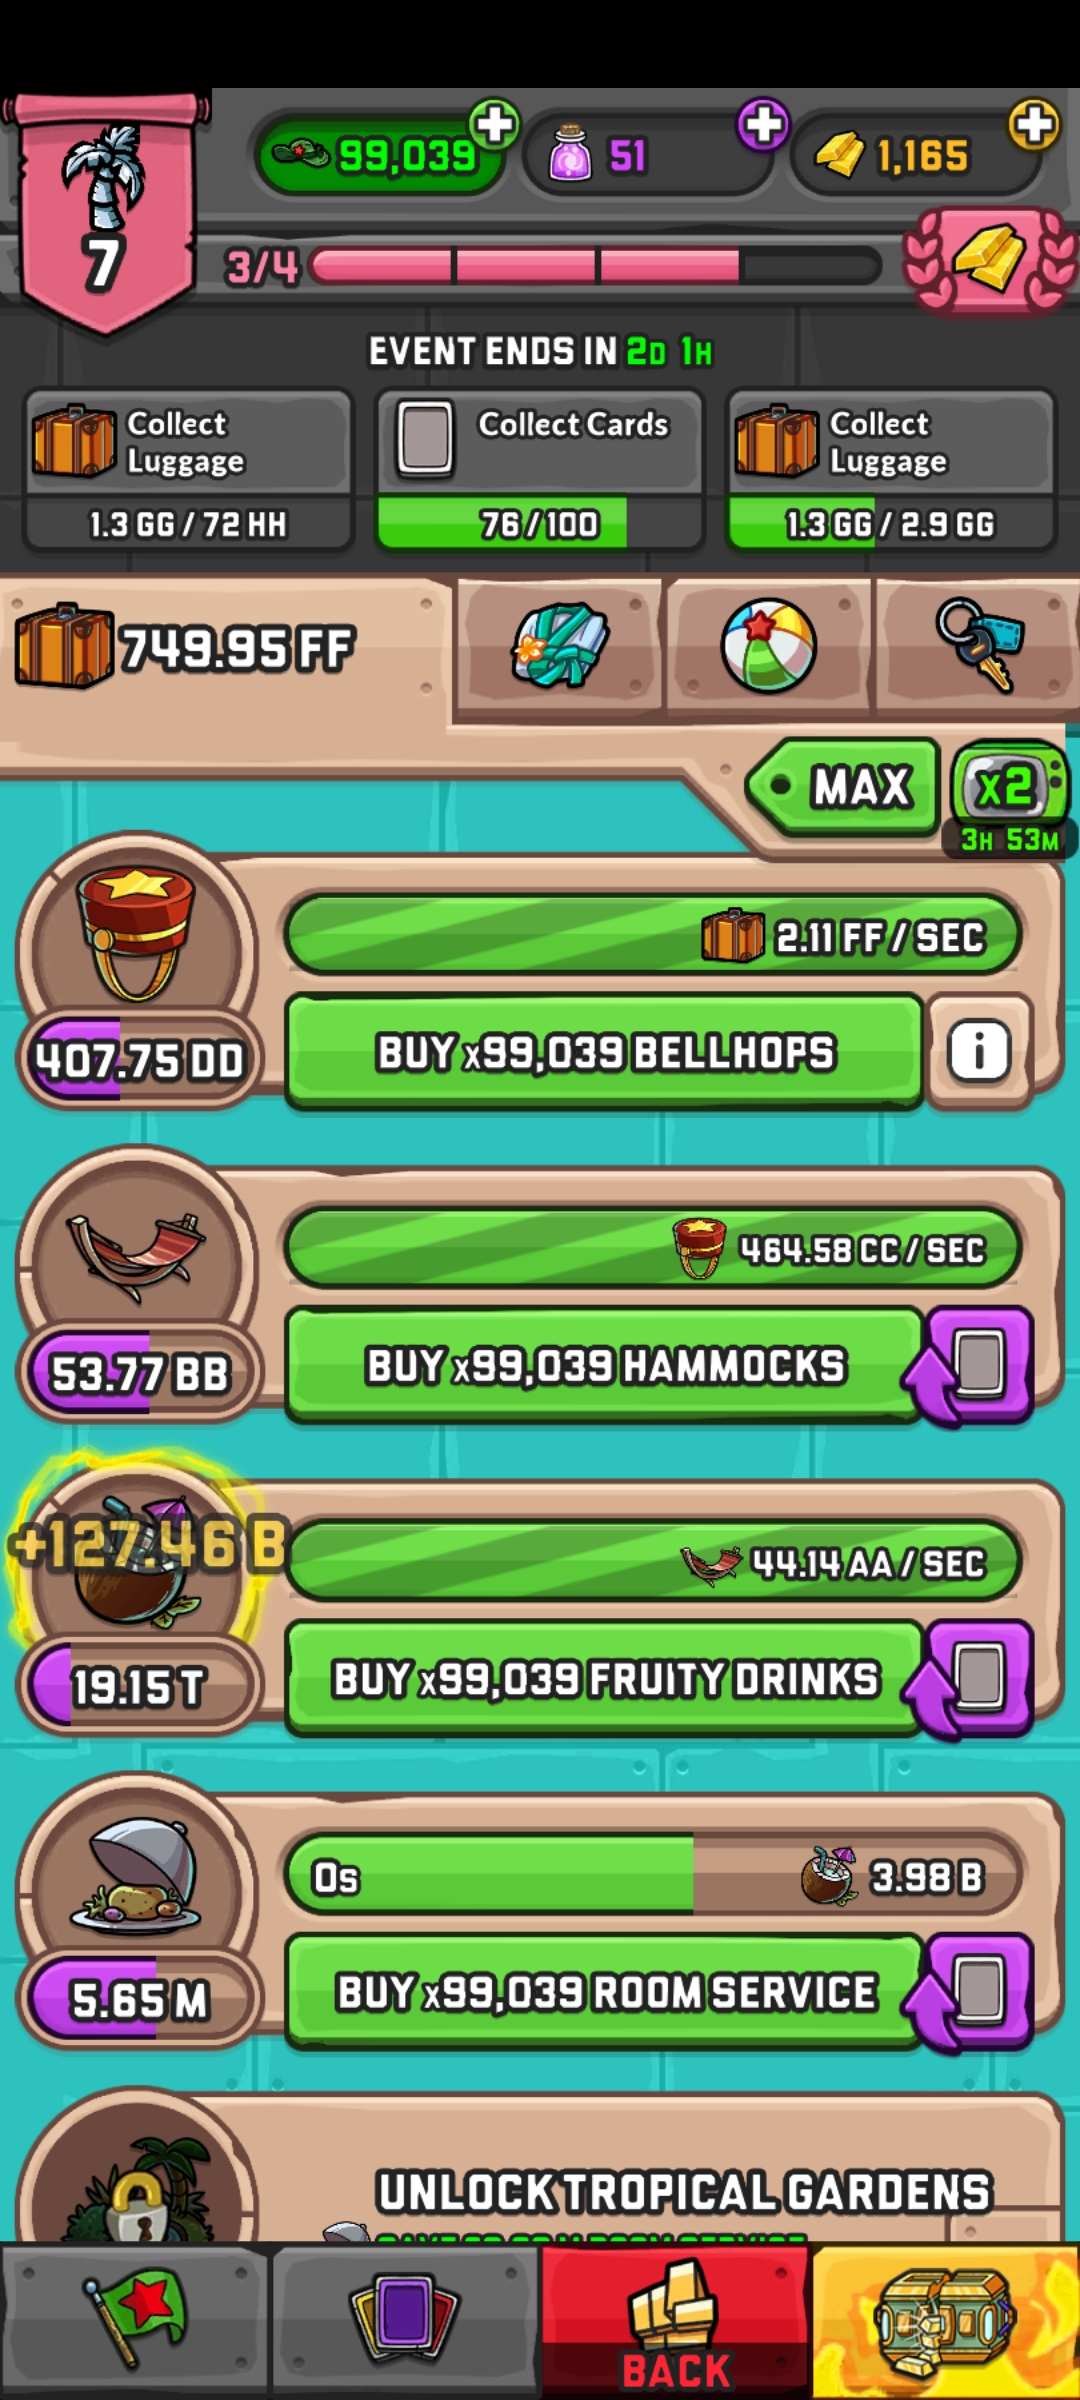 99,039
51
1,165
7
3/4
EVENT ENDS IN 2D 1H
Collect
Luggage
1.3 GG / 72 HH
Collect Cards
76/100
Collect
Luggage
1.3 GG / 2.9 GG
749.95 FF
MAX
x2
3H 53M
2.11 FF / SEC
407.75 DD
BUY x99,039 BELLHOPS
i
464.58 CC / SEC
53.77 BB
BUY x99,039 HAMMOCKS
+127.46 B
44.14 AA / SEC
19.15 T
BUY x99,039 FRUITY DRINKS
0s
3.98 B
5.65 M
BUY x99,039 ROOM SERVICE
UNLOCK TROPICAL GARDENS
BACK